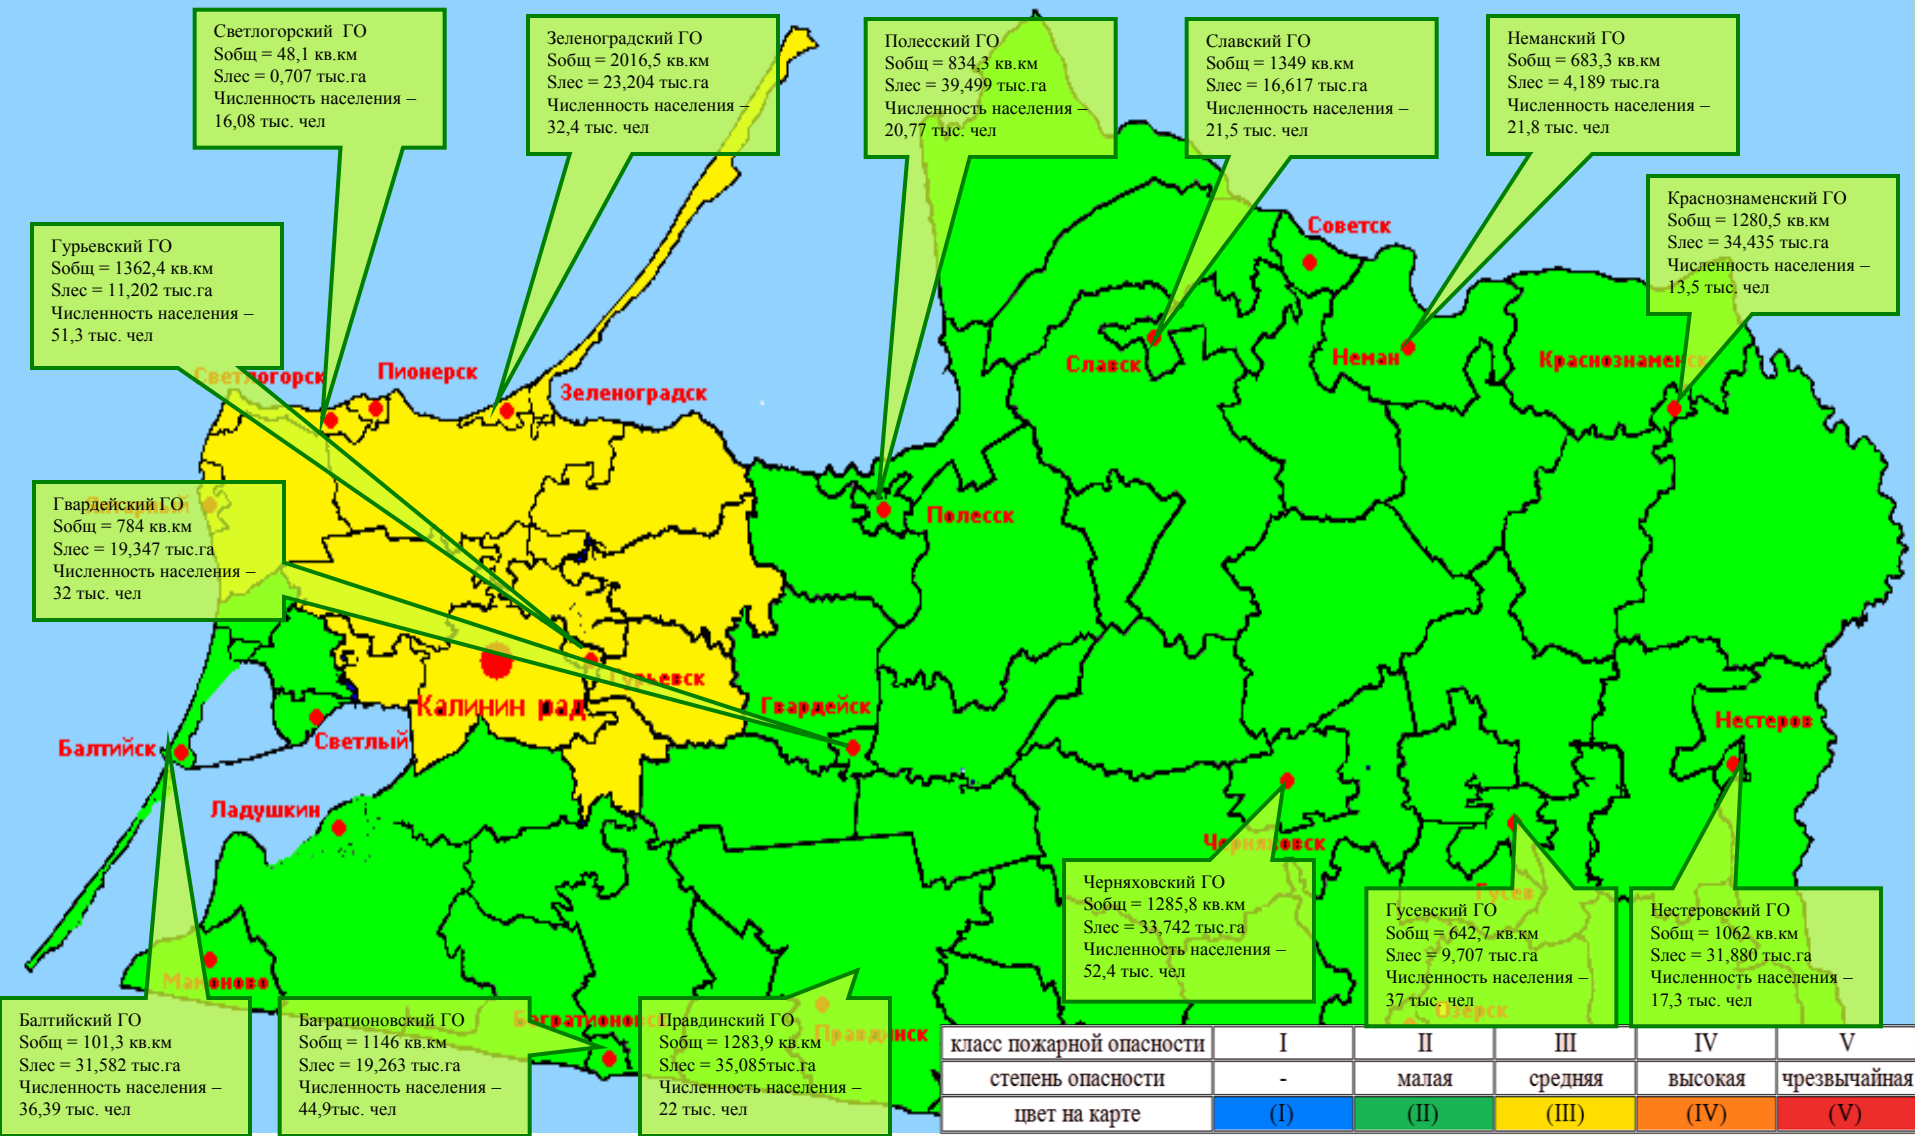 Светлогорский ГО
Sобщ = 48,1 кв.км
Sлес = 0,707 тыс.га
Численность населения –
16,08 тыс. чел
Зеленоградский ГО
Sобщ = 2016,5 кв.км
Sлес = 23,204 тыс.га
Численность населения –
32,4 тыс. чел
Полесский ГО
Sобщ = 834,3 кв.км
Sлес = 39,499 тыс.га
Численность населения –
20,77 тыс. чел
Славский ГО
Sобщ = 1349 кв.км
Sлес = 16,617 тыс.га
Численность населения –
21,5 тыс. чел
Неманский ГО
Sобщ = 683,3 кв.км
Sлес = 4,189 тыс.га
Численность населения –
21,8 тыс. чел
Краснознаменский ГО
Sобщ = 1280,5 кв.км
Sлес = 34,435 тыс.га
Численность населения –
13,5 тыс. чел
Гурьевский ГО
Sобщ = 1362,4 кв.км
Sлес = 11,202 тыс.га
Численность населения –
51,3 тыс. чел
Советск
Светлогорск
Пионерск
Зеленоградск
Славск
Неман
Краснознаменск
Гвардейский ГО
Sобщ = 784 кв.км
Sлес = 19,347 тыс.га
Численность населения –
32 тыс. чел
Янтарный
Полесск
Гурьевск
Калинин рад
Гвардейск
Нестеров
Балтийск
Светлый
Ладушкин
Черняховск
Гусев
Мамоново
Багратионовск
Правдинск
Озерск
Черняховский ГО
Sобщ = 1285,8 кв.км
Sлес = 33,742 тыс.га
Численность населения –
52,4 тыс. чел
Гусевский ГО
Sобщ = 642,7 кв.км
Sлес = 9,707 тыс.га
Численность населения –
37 тыс. чел
Нестеровский ГО
Sобщ = 1062 кв.км
Sлес = 31,880 тыс.га
Численность населения –
17,3 тыс. чел
Балтийский ГО
Sобщ = 101,3 кв.км
Sлес = 31,582 тыс.га
Численность населения –
36,39 тыс. чел
Багратионовский ГО
Sобщ = 1146 кв.км
Sлес = 19,263 тыс.га
Численность населения –
44,9тыс. чел
Правдинский ГО
Sобщ = 1283,9 кв.км
Sлес = 35,085тыс.га
Численность населения –
22 тыс. чел
класс пожарной опасности I II III IV V
степень опасности - малая средняя высокая чрезвычайная
цвет на карте (I) (II) (III) (IV) (V)